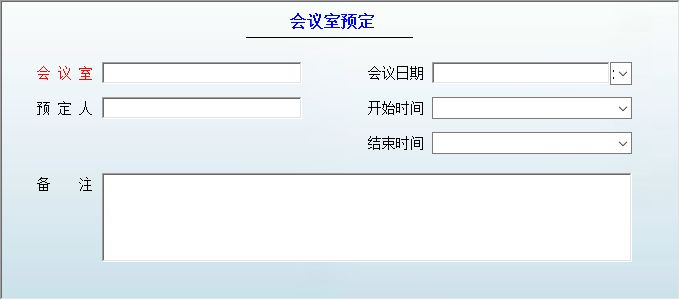 会议室预定
会 议 室
会议日期
预 定 人
开始时间
结束时间
备 注